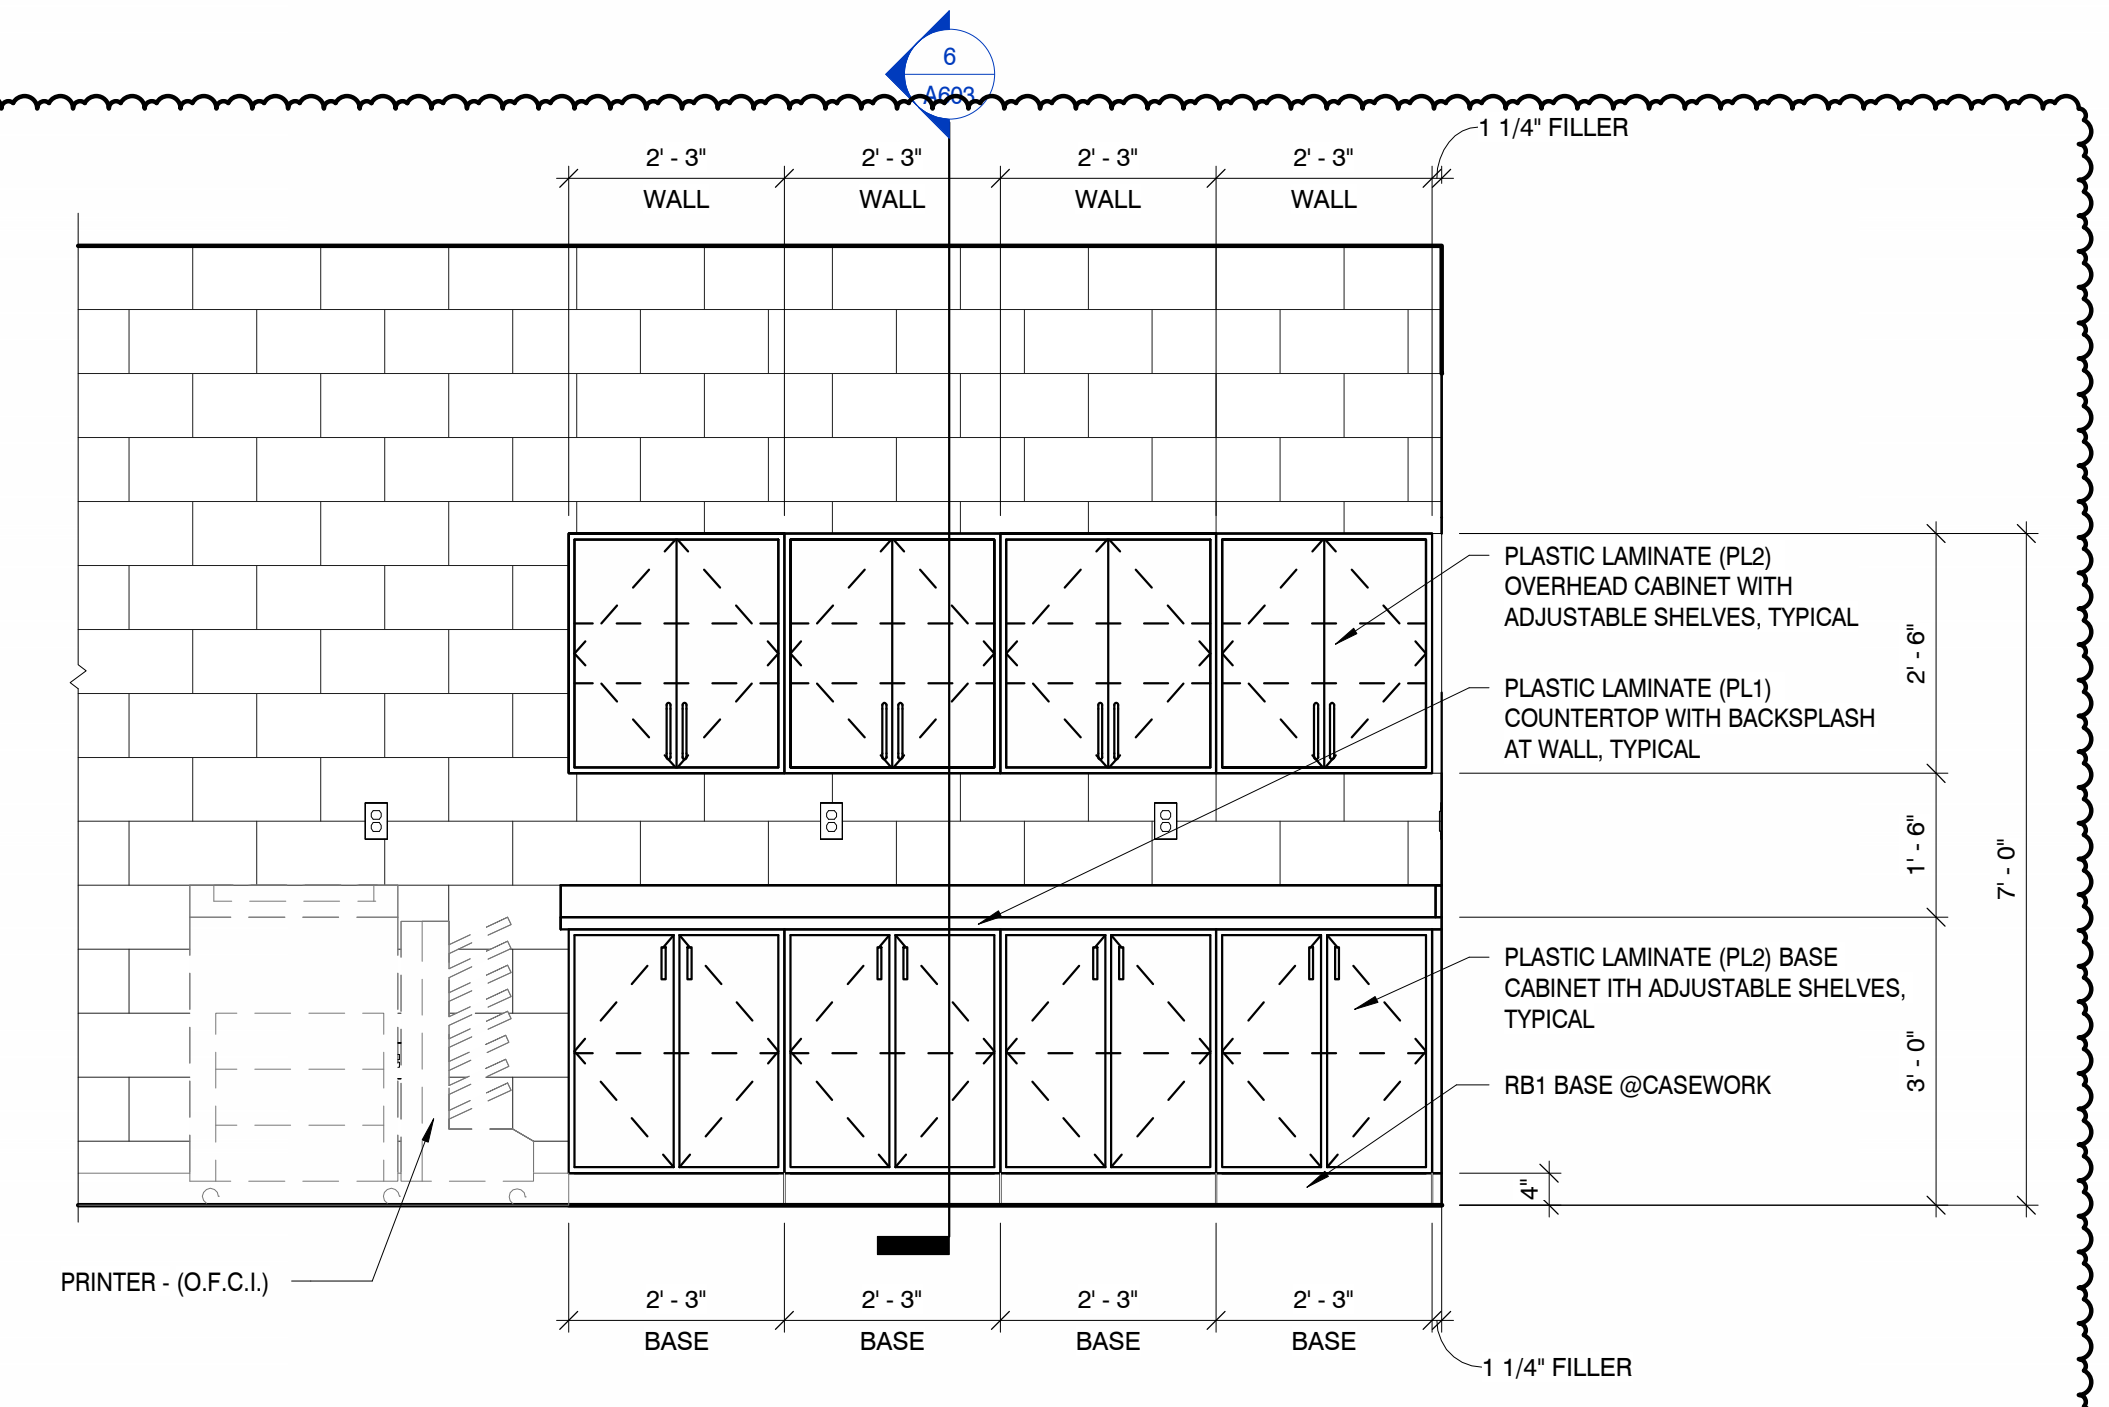 6
A603
1 1/4" FILLER
2' - 3" 2' - 3" 2' - 3" 2' - 3"
WALL WALL WALL WALL
PLASTIC LAMINATE (PL2)
OVERHEAD CABINET WITH
ADJUSTABLE SHELVES, TYPICAL
2' - 6"
PLASTIC LAMINATE (PL1)
COUNTERTOP WITH BACKSPLASH
AT WALL, TYPICAL
1' - 6"
7' - 0"
PLASTIC LAMINATE (PL2) BASE
CABINET ITH ADJUSTABLE SHELVES,
TYPICAL
3' - 0"
RB1 BASE @CASEWORK
4"
PRINTER - (O.F.C.I.)
2' - 3" 2' - 3" 2' - 3" 2' - 3"
BASE BASE BASE BASE
1 1/4" FILLER